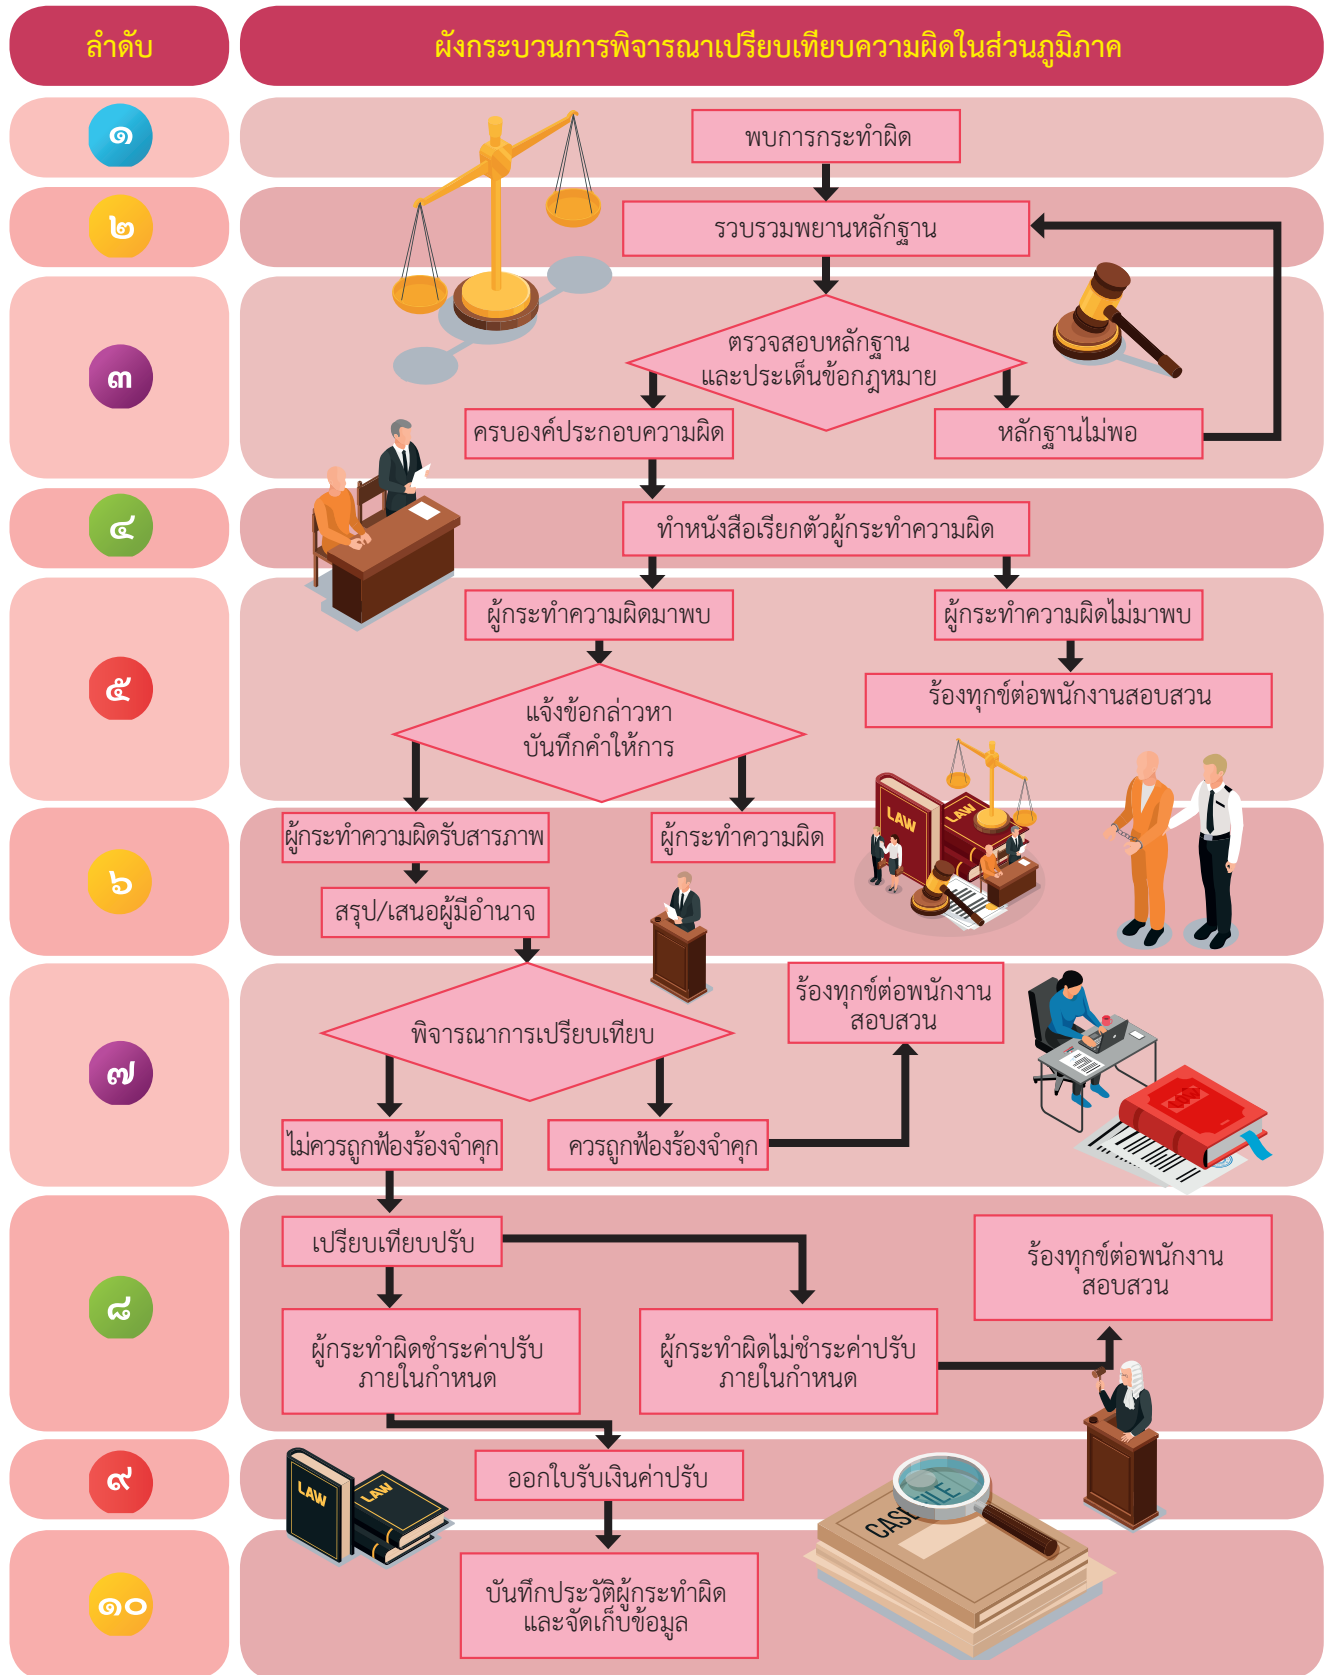 ลำดับ
ผังกระบวนการพิจารณาเปรียบเทียบความผิดในส่วนภูมิภาค
๑
พบการกระทำผิด
๒
รวบรวมพยานหลักฐาน
๓
ตรวจสอบหลักฐาน
และประเด็นข้อกฎหมาย
ครบองค์ประกอบความผิด
หลักฐานไม่พอ
๔
ทำหนังสือเรียกตัวผู้กระทำความผิด
๕
ผู้กระทำความผิดมาพบ
ผู้กระทำความผิดไม่มาพบ
ร้องทุกข์ต่อพนักงานสอบสวน
แจ้งข้อกล่าวหา
บันทึกคำให้การ
๖
ผู้กระทำความผิดรับสารภาพ
ผู้กระทำความผิด
LAW
LAW
สรุป/เสนอผู้มีอำนาจ
๗
พิจารณาการเปรียบเทียบ
ร้องทุกข์ต่อพนักงาน
สอบสวน
LAW
ไม่ควรถูกฟ้องร้องจำคุก
ควรถูกฟ้องร้องจำคุก
๘
เปรียบเทียบปรับ
ร้องทุกข์ต่อพนักงาน
สอบสวน
ผู้กระทำผิดชำระค่าปรับ
ภายในกำหนด
ผู้กระทำผิดไม่ชำระค่าปรับ
ภายในกำหนด
๙
LAW
LAW
ออกใบรับเงินค่าปรับ
CASE FILE
๑๐
บันทึกประวัติผู้กระทำผิด
และจัดเก็บข้อมูล